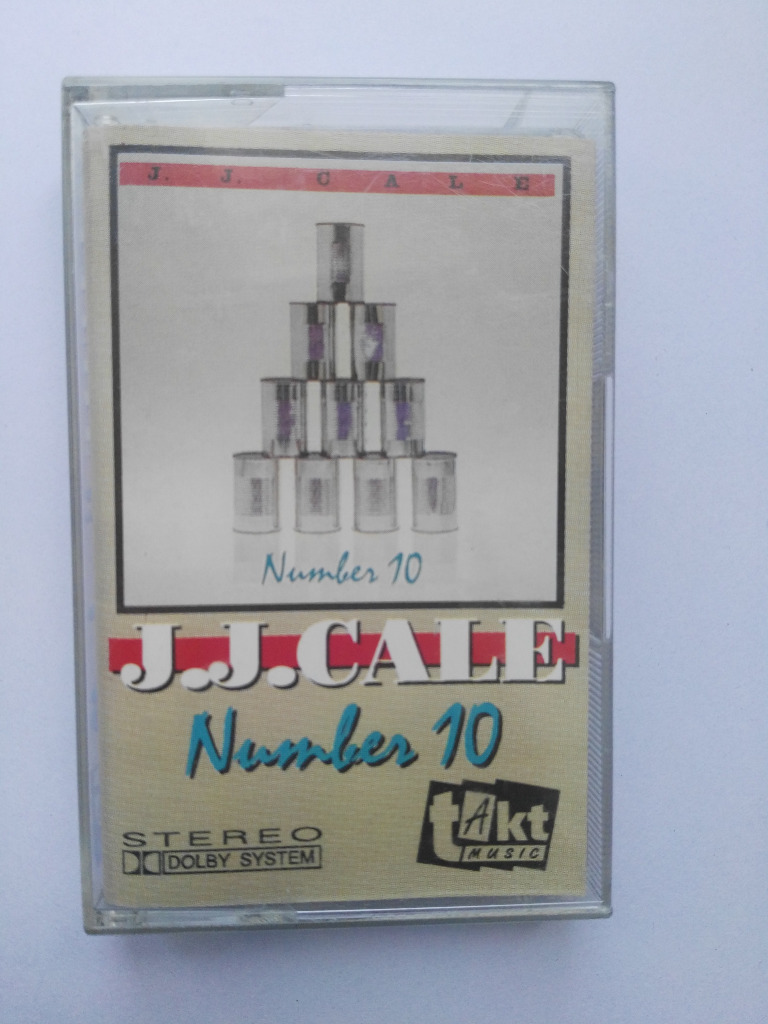 J. J. CALE
Number 10
J.J.CALE
Number 10
STEREO
DOLBY SYSTEM
tAkt
MUSIC